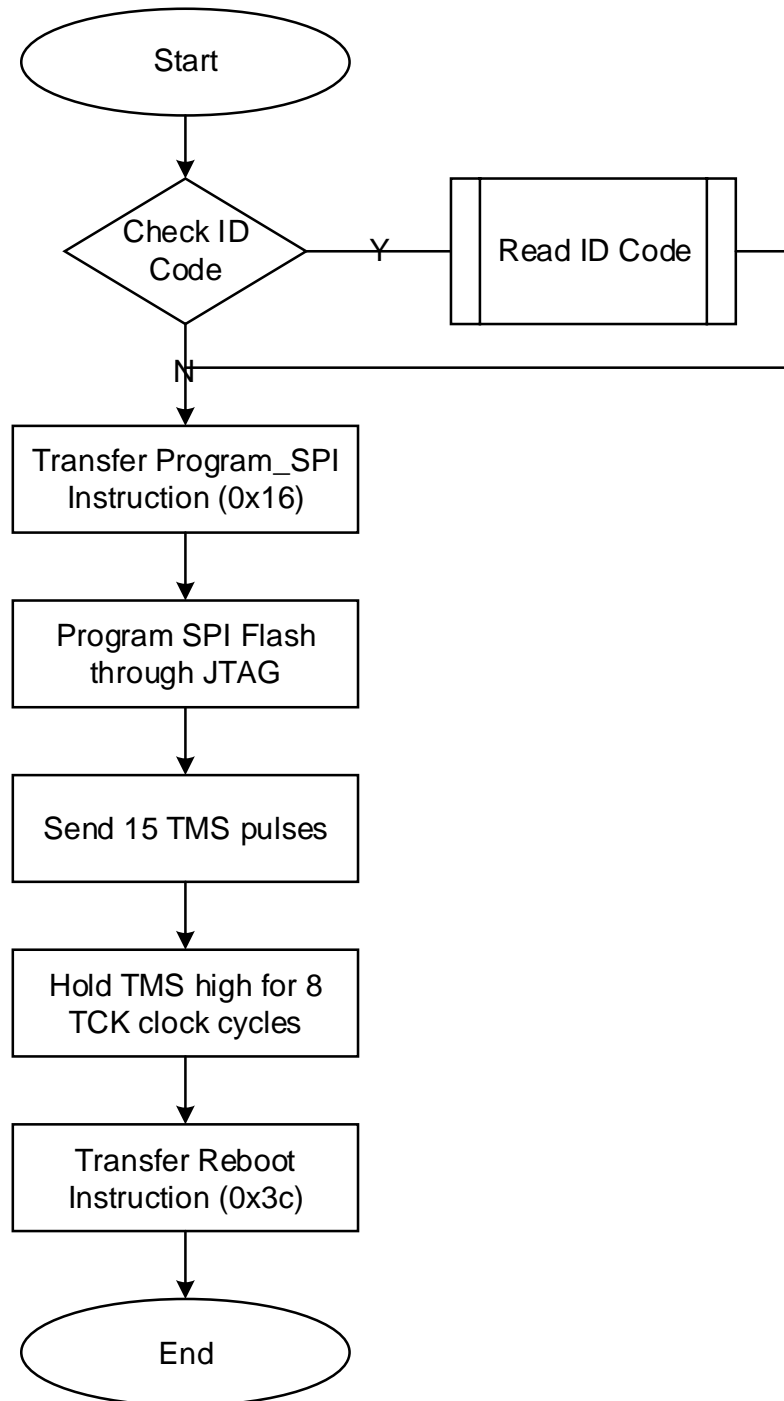 Start
Check ID
Code
Y
Read ID Code
N
Transfer Program_SPI
Instruction (0x16)
Program SPI Flash
through JTAG
Send 15 TMS pulses
Hold TMS high for 8
TCK clock cycles
Transfer Reboot
Instruction (0x3c)
End